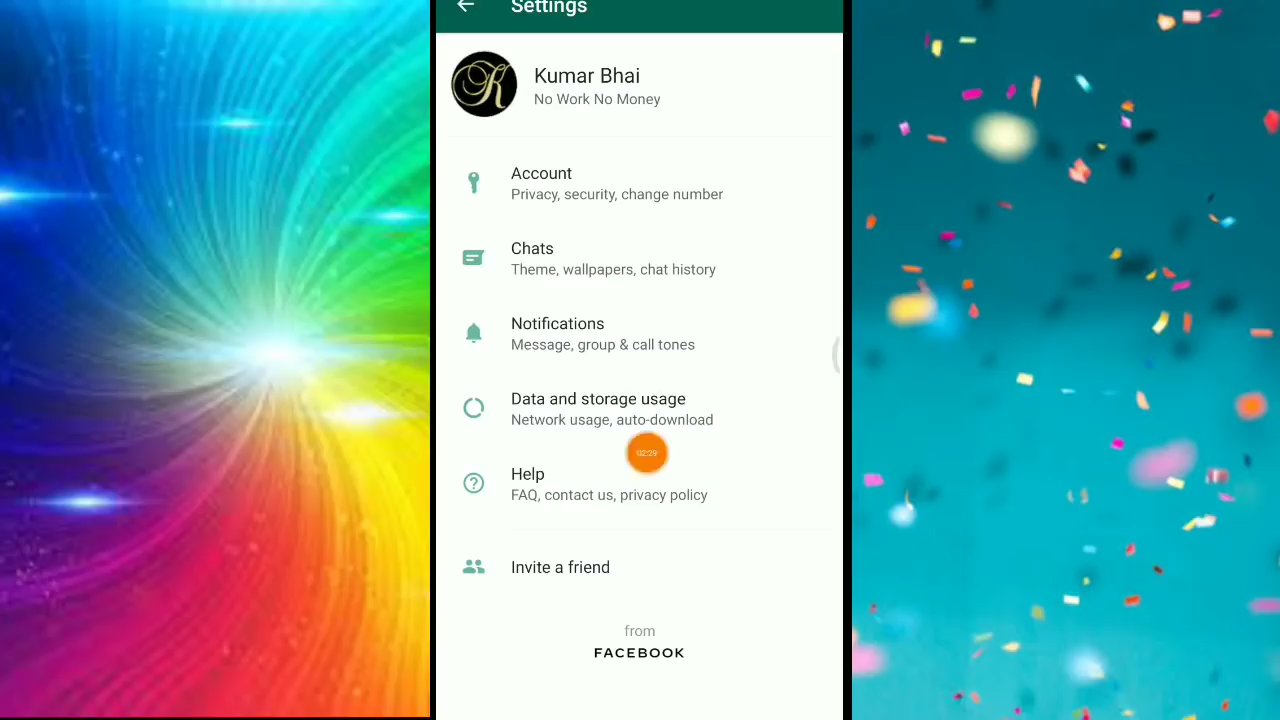 Settings
Kumar Bhai
No Work No Money
Account
Privacy, security, change number
Chats
Theme, wallpapers, chat history
Notifications
Message, group & call tones
Data and storage usage
Network usage, auto-download
02:29
Help
FAQ, contact us, privacy policy
Invite a friend
from
FACEBOOK